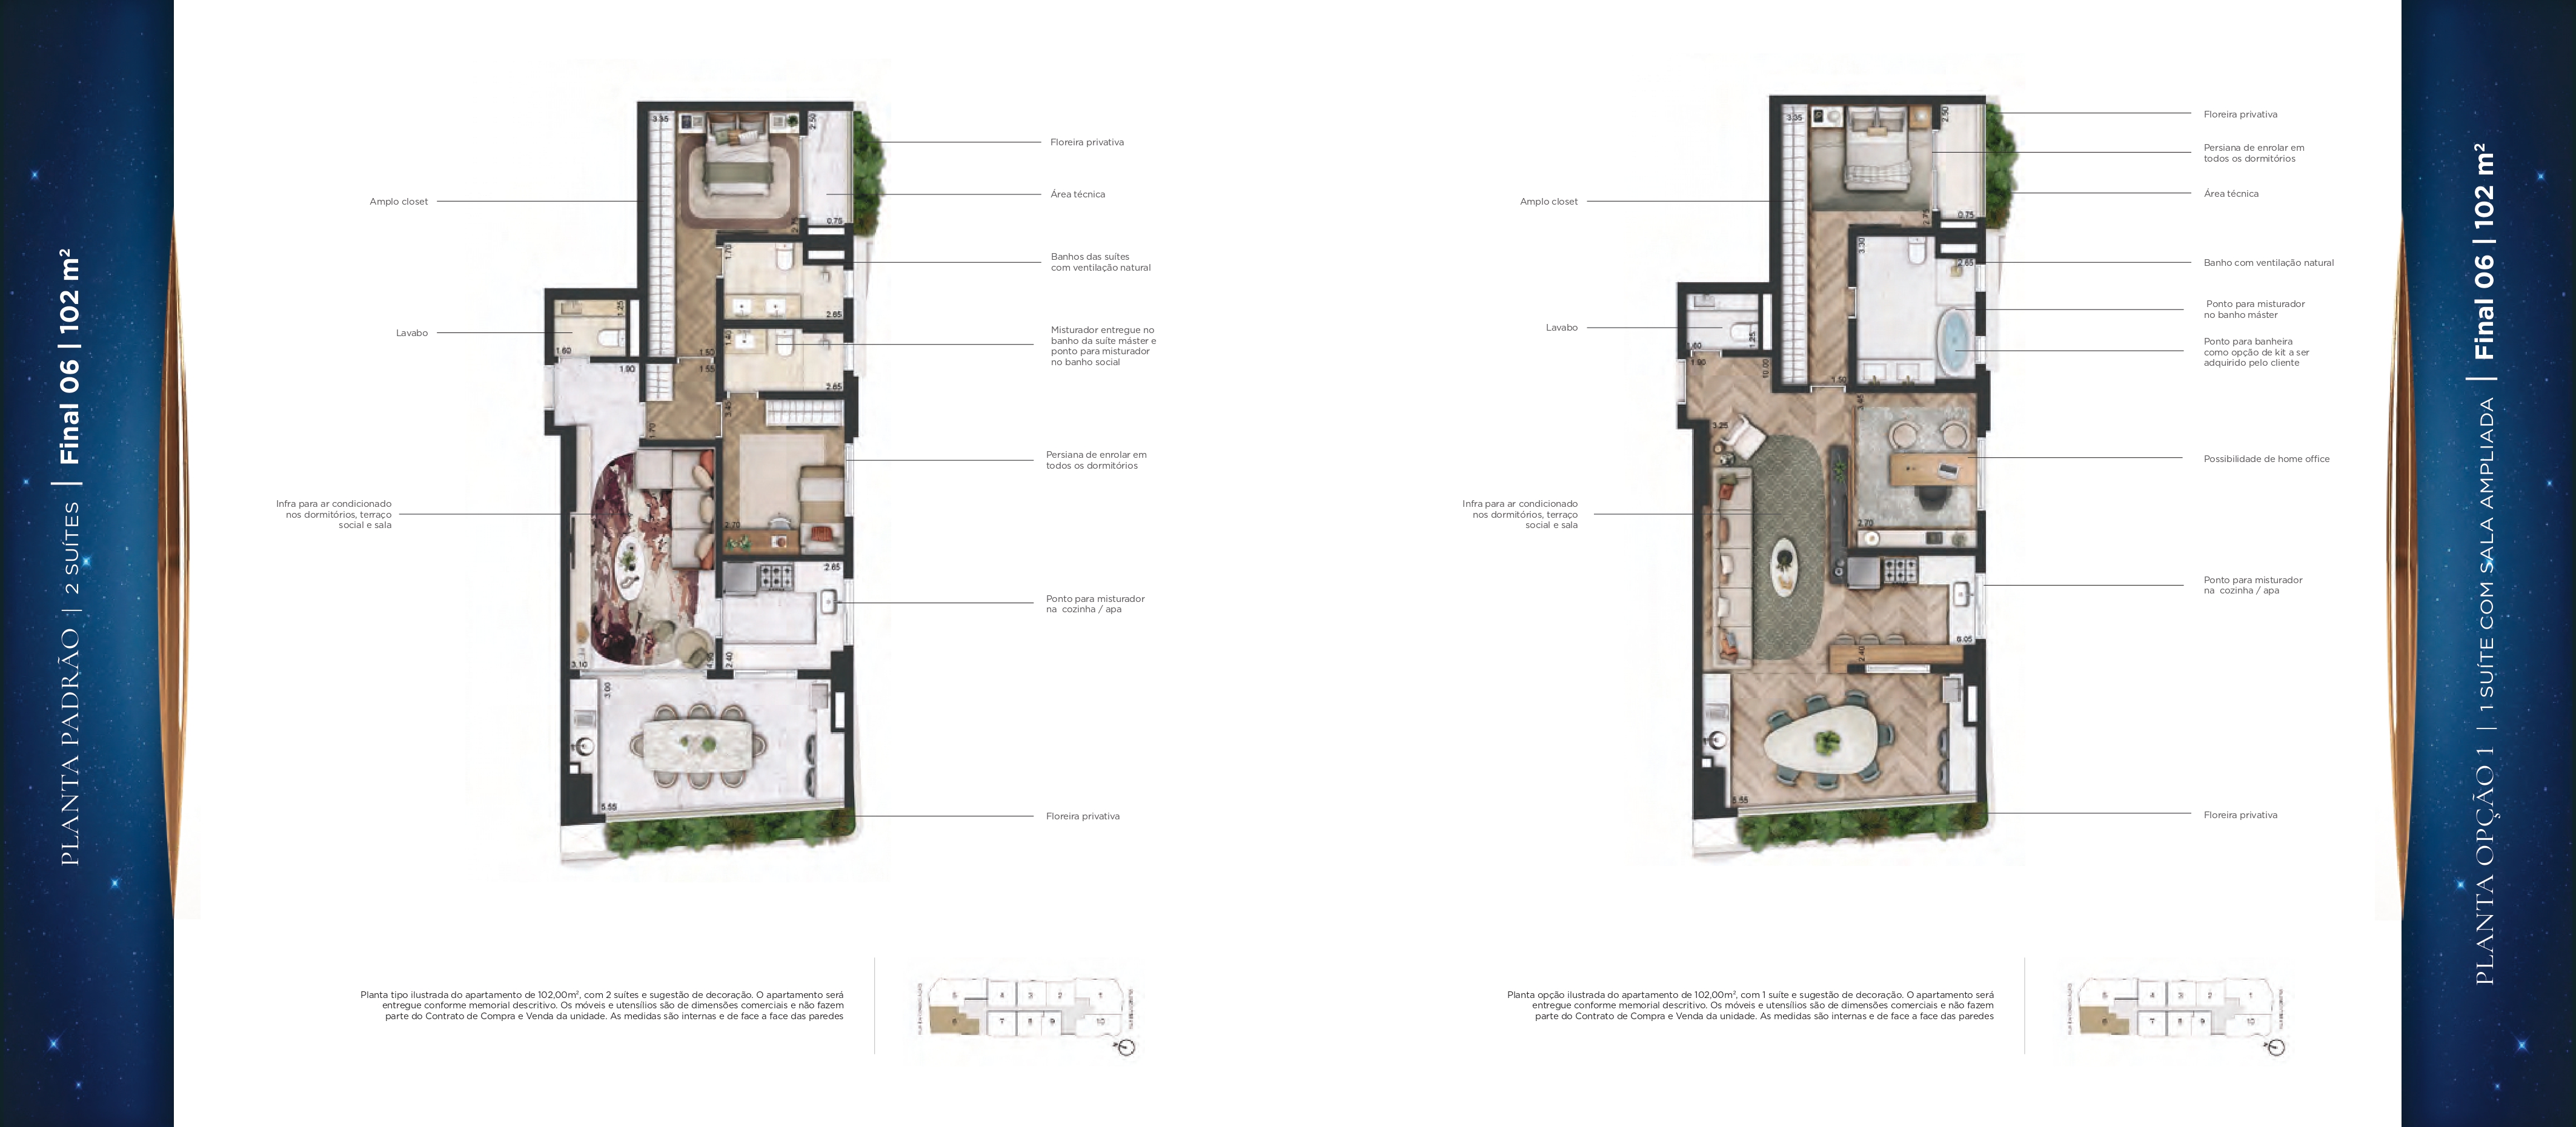 PLANTA PADRÃO | 2 SUÍTES | Final 06 | 102 m²
Amplo closet
Lavabo
Infra para ar condicionado
nos dormitórios, terraço
social e sala
3.35
2.50
0.75
1.70
2.65
1.25
1.60
1.50
1.90
1.55
2.65
3.45
1.70
2.70
2.65
3.10
2.40
3.00
5.55
Floreira privativa
Área técnica
Banhos das suítes
com ventilação natural
Misturador entregue no
banho da suíte máster e
ponto para misturador
no banho social
Persiana de enrolar em
todos os dormitórios
Ponto para misturador
na cozinha / apa
Floreira privativa
Planta tipo ilustrada do apartamento de 102,00m², com 2 suítes e sugestão de decoração. O apartamento será
entregue conforme memorial descritivo. Os móveis e utensílios são de dimensões comerciais e não fazem
parte do Contrato de Compra e Venda da unidade. As medidas são internas e de face a face das paredes
5 4 3 2 1
6 7 8 9 10
Amplo closet
Lavabo
Infra para ar condicionado
nos dormitórios, terraço
social e sala
3.35
2.50
2.75
0.75
3.30
2.65
1.25
1.60
1.90
10.00
1.50
3.45
3.25
2.70
6.05
2.40
5.55
Floreira privativa
Persiana de enrolar em
todos os dormitórios
Área técnica
Banho com ventilação natural
Ponto para misturador
no banho máster
Ponto para banheira
como opção de kit a ser
adquirido pelo cliente
Possibilidade de home office
Ponto para misturador
na cozinha / apa
Floreira privativa
Planta opção ilustrada do apartamento de 102,00m², com 1 suíte e sugestão de decoração. O apartamento será
entregue conforme memorial descritivo. Os móveis e utensílios são de dimensões comerciais e não fazem
parte do Contrato de Compra e Venda da unidade. As medidas são internas e de face a face das paredes
5 4 3 2 1
6 7 8 9 10
PLANTA OPÇÃO 1 | 1 SUÍTE COM SALA AMPLIADA | Final 06 | 102 m²